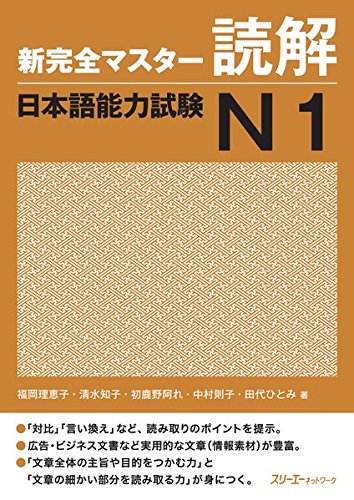 新完全マスター 読解
日本語能力試験 N1
福岡理恵子・清水知子・初鹿野阿れ・中村則子・田代ひとみ 著
●「対比」「言い換え」など、読み取りのポイントを提示。
●広告・ビジネス文書など実用的な文章（情報素材）が豊富。
●「文章全体の主旨や目的をつかむ力」と
「文章の細かい部分を読み取る力」が身につく。
スリーエーネットワーク